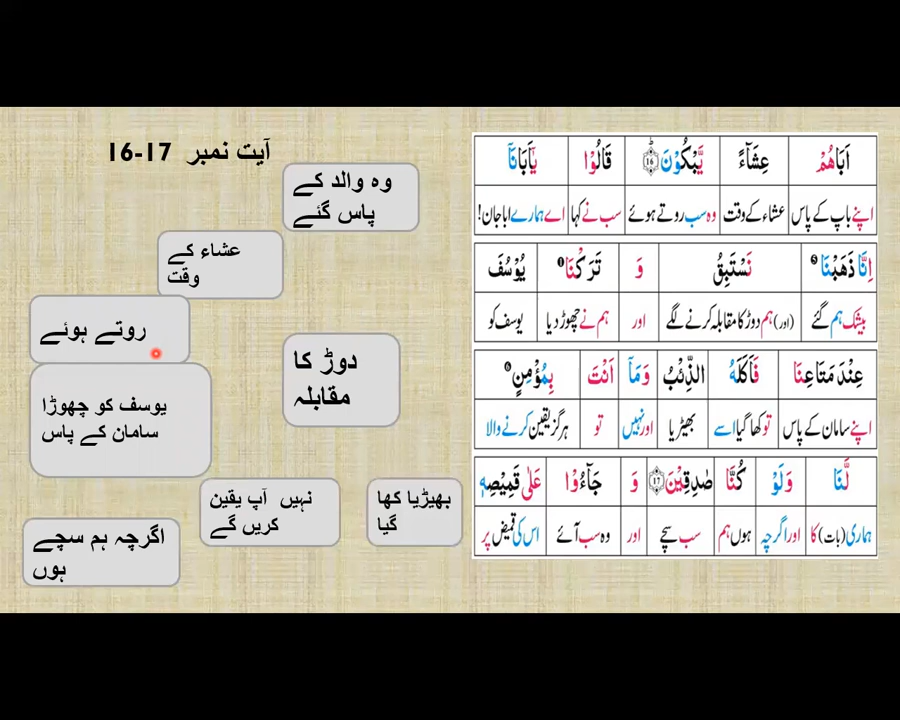 آیت نمبر 17-16
وہ والد کے
پاس گئے
عشاء کے
وقت
روتے ہوئے
دوڑ کا
مقابلہ
یوسف کو چھوڑا
سامان کے پاس
بھیڑیا کھا
گیا
نہیں آپ یقین
کریں گے
اگرچہ ہم سچے
ہوں
اَبَاهُمْ عِشَآءً يَّبْكُوْنَ ؕ۱۶ قَالُوْا يٰۤاَبَانَاۤ
اپنے باپ کے پاس عشاء کے وقت وہ سب روتے ہوئے سب نے کہا اے ہمارے ابا جان!
اِنَّا ذَهَبْنَا نَسْتَبِقُ وَ تَرَكْنَا يُوْسُفَ
بیشک ہم گئے (اور) ہم دوڑ کا مقابلہ کرنے لگے اور ہم نے چھوڑ دیا یوسف کو
عِنْدَ مَتَاعِنَا فَاَكَلَهُ الذِّئْبُ وَمَاۤ اَنْتَ بِمُؤْمِنٍ
اپنے سامان کے پاس تو کھا گیا اسے بھیڑیا اور نہیں تو ہرگز یقین کرنے والا
لَّنَا وَلَوْ كُنَّا صٰدِقِيْنَ ۱۷ وَ جَآءُوْا عَلٰى قَمِيْصِهٖ
ہماری (بات) کا اور اگرچہ ہوں ہم سب سچے اور وہ سب آئے اس کی قمیض پر